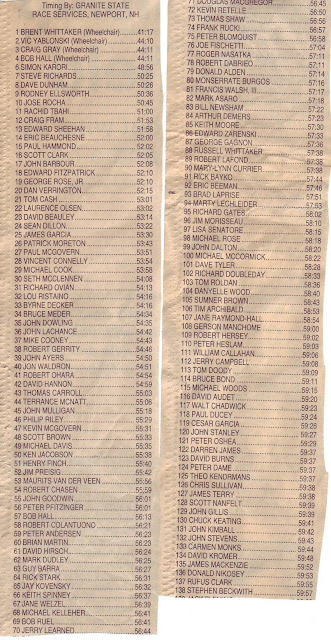 Timing By: GRANITE STATE
RACE SERVICES, NEWPORT, NH
1 BRENT WHITTAKER (Wheelchair) 41:17
2 VIC YABLONSKI (Wheelchair) 44:10
3 CRAIG GRAY (Wheelchair) 44:11
4 BOB HALL (Wheelchair) 44:11
6 SIMON KARORI 48:56
7 STEVE RICHARDS 50:25
8 DAVE DUNHAM 50:26
9 RODNEY ELLSWORTH 50:36
10 JOSE ROCHA 50:45
11 RACHID TBAHI 51:00
12 CRAIG FRAM 51:53
13 EDWARD SHEEHAN 51:58
14 ERIC BEAUCHESNE 52:00
15 PAUL HAMMOND 52:02
16 SCOTT CLARK 52:05
17 JOHN BARBOUR 52:08
18 EDWARD FITZPATRICK 52:10
19 GEORGE ROSE, JR 52:10
20 DAN VERRINGTON 52:15
21 TOM CASH 53:01
22 LAURENCE OLSEN 53:02
23 DAVID BEAULEY 53:14
24 SEAN DILLON 53:22
25 JAMES GARCIA 53:30
26 PATRICK MORETON 53:43
27 PAUL MCGOVERN 53:51
28 VINCENT CONNELLY 53:54
29 MICHAEL COOK 53:58
30 SETH MCCLENNEN 54:08
31 RICHARD OVIAN 54:13
32 LOU RISTAINO 54:16
33 BYRNE DECKER 54:16
34 BRUCE MEDER 54:34
35 JOHN DOWLING 54:35
36 JOHN LACHANCE 54:42
37 MIKE COONEY 54:43
38 ROBERT GERRITY 54:46
39 JOHN AYERS 54:50
40 JON WALDRON 54:51
41 ROBERT OHARA 54:54
42 DAVID HANNON 54:59
43 THOMAS CARROLL 55:03
44 TERRANCE MCNATT 55:06
45 JOHN MULLIGAN 55:18
46 PHILIP RILEY 55:29
47 KEVIN MCGOVERN 55:31
48 SCOTT BROWN 55:33
49 MICHAEL DAVIS 55:35
50 KEN JACOBSON 55:38
51 HENRY FINCH 55:40
52 JIM PRESSIG 55:42
53 MAURITS VAN DER VEEN 55:56
54 ROBERT CHASEN 55:59
55 JOHN GOODWIN 56:01
56 PETER PFITZINGER 56:01
57 BOB HALL 56:13
58 ROBERT COLANTUONO 56:21
59 PETER ANDERSEN 56:23
60 BRIAN MARTIN 56:23
61 DAVID HIRSCH 56:24
62 MARK DUDLEY 56:25
63 GUY BARRA 56:27
64 RICK STARK 56:31
65 JAY KOVENSKY 56:32
66 KEITH SPINNEY 56:37
67 JANE WELZEL 56:39
68 MICHAEL KELLEHER 56:41
69 BOB RUEL 56:41
70 JERRY LEARNED 56:44
71 DOUGLAS MACGREGOR 56:45
72 KEVIN RETELLE 56:45
73 THOMAS SHAW 56:56
74 FRANK RUCKI 56:57
75 PETER BLOMQUIST 56:58
76 JOE FISCHETTI 57:04
77 ROGER NASATKA 57:11
78 ROBERT DABRIEO 57:11
79 DONALD ALDEN 57:14
80 MONSERRATE BURGOS 57:16
81 FRANCIS WALSH, III 57:17
82 MARK ASARO 57:18
83 BILL NEWSHAM 57:21
84 ARTHUR DEMERS 57:23
85 KEITH MOORE 57:30
86 EDWARD ZARENSKI 57:33
87 GEORGE GAGNON 57:36
88 RUSSELL WHITTAKER 57:38
89 ROBERT LAFOND 57:38
90 MARY-LYNN CURRIER 57:38
91 RICK BAYKO 57:44
92 ERIC BEEMAN 57:46
93 BRAD LAPRISE 57:51
94 MARTY LECHLEIDER 57:53
95 RICHARD GATES 58:02
96 JIM MORISSEAU 58:10
97 LISA SENATORE 58:15
98 MICHAEL ROSE 58:18
99 JOHN DALEY 58:20
100 MICHAEL MCCORMICK 58:22
101 DAVE TYLER 58:28
102 RICHARD DOUBLEDAY 58:33
103 TOM ROLDAN 58:36
104 DANYELLE WOOD 58:40
105 SUMNER BROWN 58:43
106 TIM ARCHIBALD 58:53
107 JANE RAYMOND-HALL 58:54
108 GERSON MANCHOME 59:00
109 ROBERT HERSEY 59:02
110 PETER HESLAM 59:03
111 WILLIAM CALLAHAN 59:06
112 JERRY CAMPBELL 59:08
113 TOM DOODY 59:09
114 BRUCE BOND 59:11
115 MICHAEL WOODS 59:15
116 DAVID AUDET 59:20
117 WALT CHADWICK 59:23
118 PAUL DUCEY 59:24
119 CESAR GARCIA 59:26
120 JOHN STANLEY 59:27
121 PETER OSHEA 59:29
122 DARREN JAMES 59:37
123 DAVID BURNS 59:37
124 PETER DAME 59:37
125 THEO KENDRIMANS 59:37
126 CHRIS SULLIVAN 59:38
127 JAMES TERRY 59:38
128 SCOTT NANFELT 59:39
129 JOHN GILLIS 59:39
130 CHUCK KEATING 59:41
131 JOHN KIMBALL 59:42
132 JOHN STEVENS 59:43
133 CARMEN MONKS 59:44
134 DAVID KROMER 59:48
135 JAMES MACKENZIE 59:52
136 DONALD HICKSEY 59:53
137 RUFUS CLARK 59:55
138 STEPHEN BECKWITH 59:57